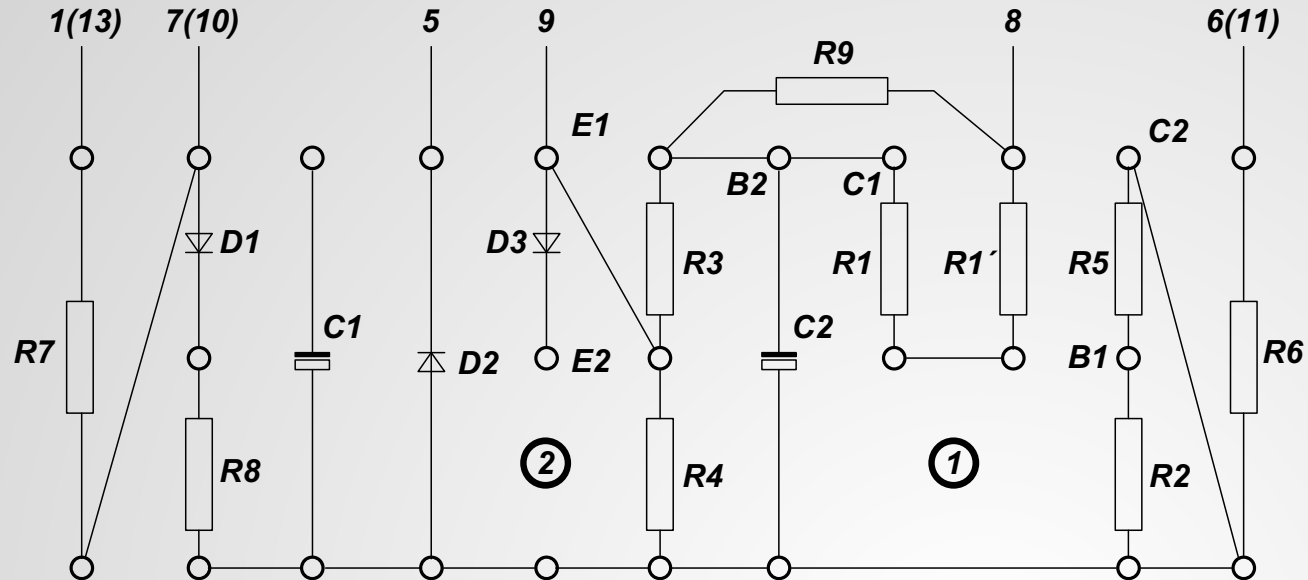 1(13) 7(10) 5 9 8 6(11)
R9
E1 C2
B2 C1
D1 D3 R3 R1 R1´ R5
C1 C2
R7 D2 E2 B1 R6
2 1
R8 R4 R2